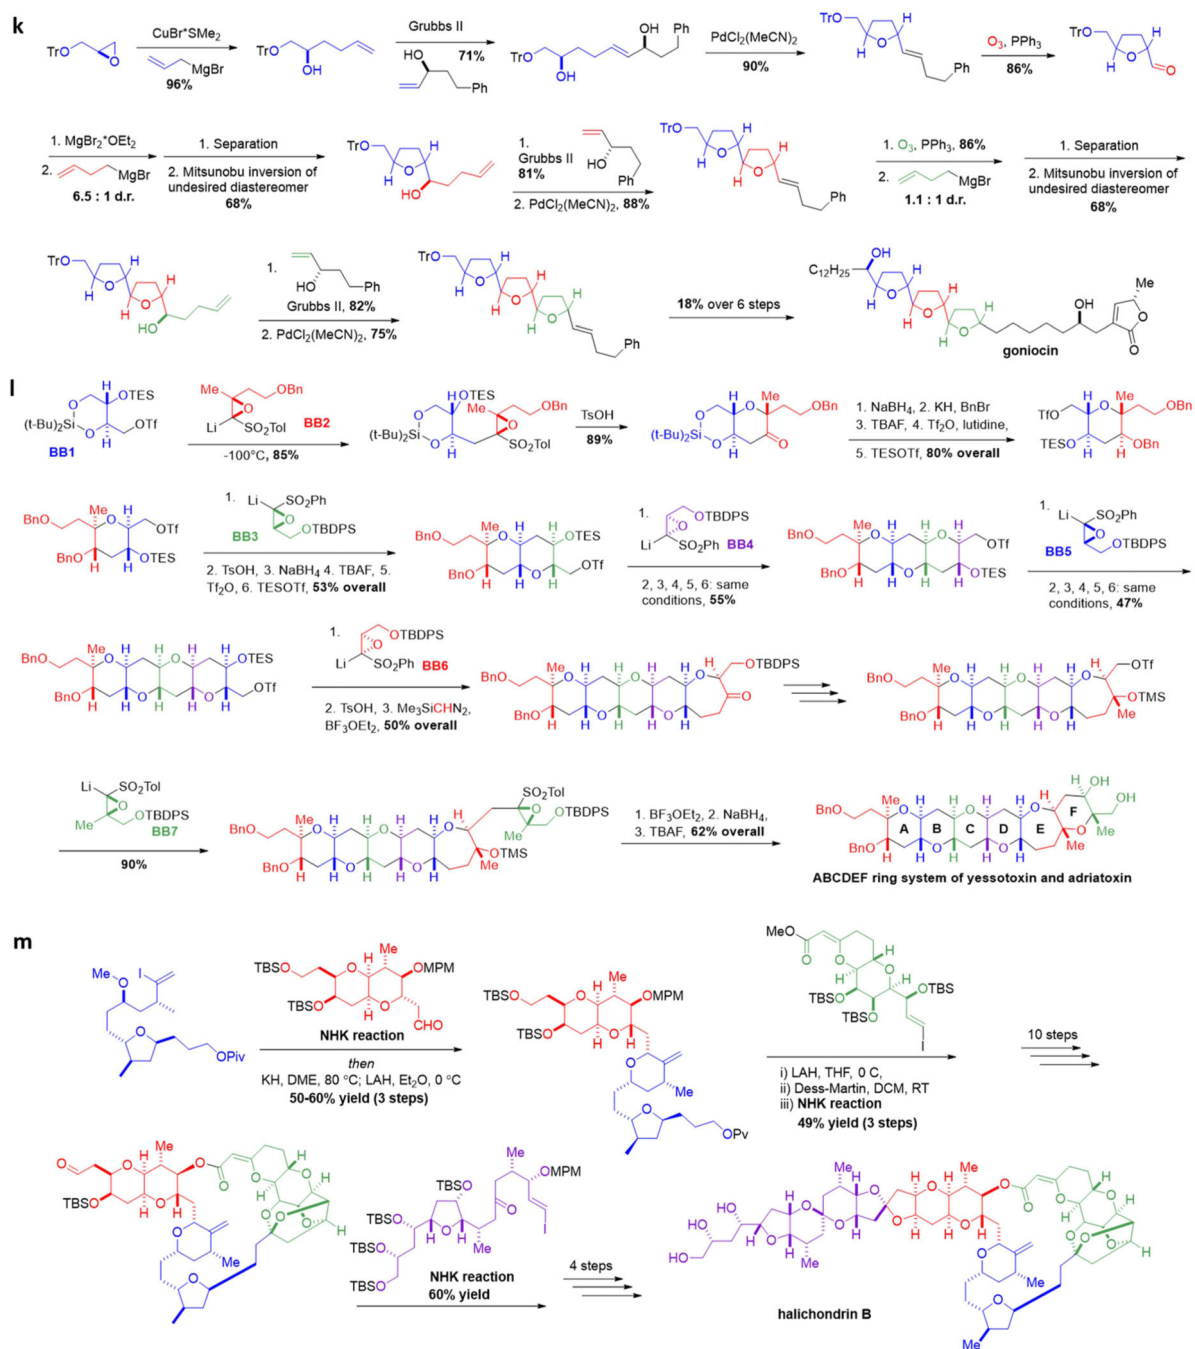 k
CuBr*SMe2
MgBr
96%
TrO
O
TrO
OH
Grubbs II
71%
HO
Ph
TrO
OH
OH
Ph
PdCl2(MeCN)2
90%
TrO
H
O
H
Ph
O3, PPh3
86%
TrO
H
O
H
O
1. MgBr2*OEt2
2.
MgBr
6.5 : 1 d.r.
1. Separation
2. Mitsunobu inversion of
undesired diastereomer
68%
TrO
H
O
H
HO
1.
Grubbs II
81%
HO
Ph
2. PdCl2(MeCN)2, 88%
TrO
H
O
H
H
O
H
Ph
1. O3, PPh3, 86%
2.
MgBr
1.1 : 1 d.r.
1. Separation
2. Mitsunobu inversion of
undesired diastereomer
68%
TrO
H
O
H
H
O
H
HO
1.
HO
Ph
Grubbs II, 82%
2. PdCl2(MeCN)2, 75%
TrO
H
O
H
H
O
H
H
O
H
Ph
18% over 6 steps
C12H25
OH
H
O
H
H
O
H
H
O
H
OH
Me
O
O
goniocin
l
O
H
OTES
(t-Bu)2Si
O
H
OTf
BB1
Me
OBn
O
Li
SO2Tol
BB2
-100°C, 85%
O
H
OTES
Me
OBn
O
(t-Bu)2Si
O
H
SO2Tol
TsOH
89%
O
H
O
Me
OBn
(t-Bu)2Si
O
H
O
1. NaBH4, 2. KH, BnBr
3. TBAF, 4. Tf2O, lutidine,
5. TESOTf, 80% overall
TfO
H
O
Me
OBn
TESO
H
H
OBn
BnO
Me
O
H
OTf
BnO
H
H
OTES
1.
Li
SO2Ph
O
OTBDPS
BB3
2. TsOH, 3. NaBH4 4. TBAF, 5.
Tf2O, 6. TESOTf, 53% overall
BnO
Me
O
H
H
OTES
BnO
H
H
O
H
OTf
1.
OTBDPS
O
Li
SO2Ph
BB4
2, 3, 4, 5, 6: same
conditions, 55%
BnO
Me
O
H
H
O
H
OTf
BnO
H
H
O
H
H
OTES
1.
Li
SO2Ph
O
BB5
OTBDPS
2, 3, 4, 5, 6: same
conditions, 47%
BnO
Me
O
H
H
O
H
H
OTES
BnO
H
H
O
H
H
O
H
OTf
1.
OTBDPS
O
Li
SO2Ph
BB6
2. TsOH, 3. Me3SiCHN2,
BF3OEt2, 50% overall
BnO
Me
O
H
H
O
H
H
O
H
OTBDPS
O
BnO
H
H
O
H
H
O
H
BnO
Me
O
H
H
O
H
H
O
H
OTf
OTMS
Me
BnO
H
H
O
H
H
O
H
Li
SO2Tol
O
OTBDPS
Me
BB7
90%
BnO
Me
O
H
H
O
H
H
O
H
SO2Tol
O
OTBDPS
Me
OTMS
Me
BnO
H
H
O
H
H
O
H
1. BF3OEt2, 2. NaBH4,
3. TBAF, 62% overall
BnO
Me
O
H
H
O
H
H
O
H
H
OH
OH
A B C D E F
O
Me
Me
BnO
H
H
O
H
H
O
H
ABCDEF ring system of yessotoxin and adriatoxin
m
MeO
I
Me
O
OPiv
TBSO
H
Me
OMPM
O
TBSO
H
O
CHO
NHK reaction
then
KH, DME, 80 °C; LAH, Et2O, 0 °C
50-60% yield (3 steps)
TBSO
H
Me
OMPM
O
TBSO
H
O
O
Me
O
OPv
MeO
O
O
H
O
H
TBSO
TBSO
OTBS
I
i) LAH, THF, 0 C,
ii) Dess-Martin, DCM, RT
iii) NHK reaction
49% yield (3 steps)
10 steps
O
H
Me
O
O
TBSO
H
O
O
O
Me
O
O
H
O
H
O
O
O
H
TBSO
TBSO
TBSO
TBSO
O
Me
O
Me
OMPM
I
NHK reaction
60% yield
4 steps
HO
OH
HO
H
O
H
O
Me
Me
H
O
O
H
O
H
O
H
Me
O
O
H
O
O
Me
O
Me
O
H
O
H
O
O
O
H
halichondrin B